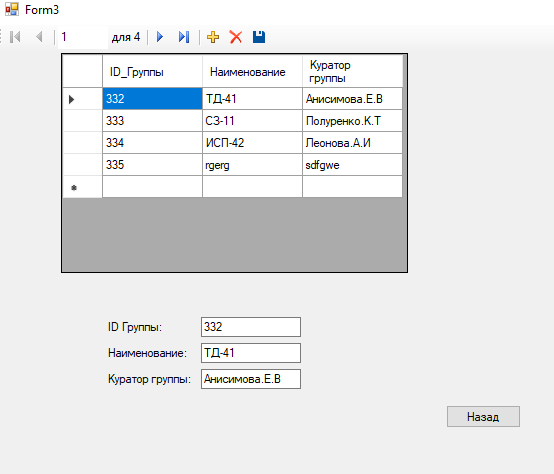 Form3
1 для 4
ID_Группы Наименование Куратор группы
332 ТД-41 Анисимова.Е.В
333 СЗ-11 Полуренко.К.Т
334 ИСП-42 Леонова.А.И
335 rgerg sdfgwe
ID Группы: 332
Наименование: ТД-41
Куратор группы: Анисимова.Е.В
Назад